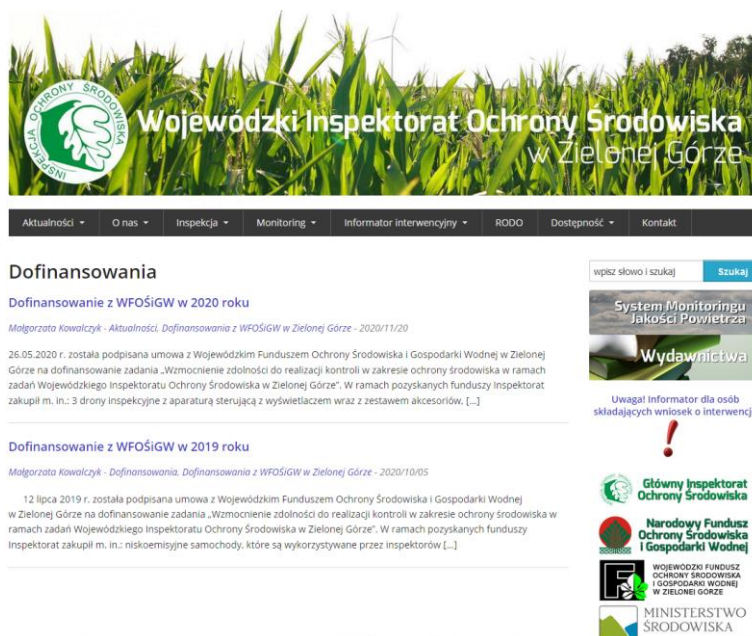 INSPEKCJA OCHRONY ŚRODOWISKA
Wojewódzki Inspektorat Ochrony Środowiska
w Zielonej Górze
Aktualności
O nas
Inspekcja
Monitoring
Informator interwencyjny
RODO
Dostępność
Kontakt
Dofinansowania
Dofinansowanie z WFOŚiGW w 2020 roku
Małgorzata Kowalczyk - Aktualności, Dofinansowania z WFOŚiGW w Zielonej Górze - 2020/11/20
26.05.2020 r. została podpisana umowa z Wojewódzkim Funduszem Ochrony Środowiska i Gospodarki Wodnej w Zielonej
Górze na dofinansowanie zadania „Wzmocnienie zdolności do realizacji kontroli w zakresie ochrony środowiska w ramach
zadań Wojewódzkiego Inspektoratu Ochrony Środowiska w Zielonej Górze". W ramach pozyskanych funduszy Inspektorat
zakupił m. in.: 3 drony inspekcyjne z aparaturą sterującą z wyświetlaczem wraz z zestawem akcesoriów, [...]
Dofinansowanie z WFOŚiGW w 2019 roku
Małgorzata Kowalczyk - Dofinansowania, Dofinansowania z WFOŚiGW w Zielonej Górze - 2020/10/05
12 lipca 2019 r. została podpisana umowa z Wojewódzkim Funduszem Ochrony Środowiska i Gospodarki Wodnej
w Zielonej Górze na dofinansowanie zadania „Wzmocnienie zdolności do realizacji kontroli w zakresie ochrony środowiska w
ramach zadań Wojewódzkiego Inspektoratu Ochrony Środowiska w Zielonej Górze". W ramach pozyskanych funduszy
Inspektorat zakupił m. in.: niskoemisyjne samochody, które są wykorzystywane przez inspektorów [...]
wpisz słowo i szukaj
Szukaj
System Monitoringu
Jakości Powietrza
Wydawnictwa
Uwaga! Informator dla osób
składających wniosek o interwencj
Główny Inspektorat
Ochrony Środowiska
Narodowy Fundusz
Ochrony Środowiska
i Gospodarki Wodnej
WOJEWÓDZKI FUNDUSZ
OCHRONY ŚRODOWISKA
I GOSPODARKI WODNEJ
W ZIELONEJ GÓRZE
MINISTERSTWO
ŚRODOWISKA